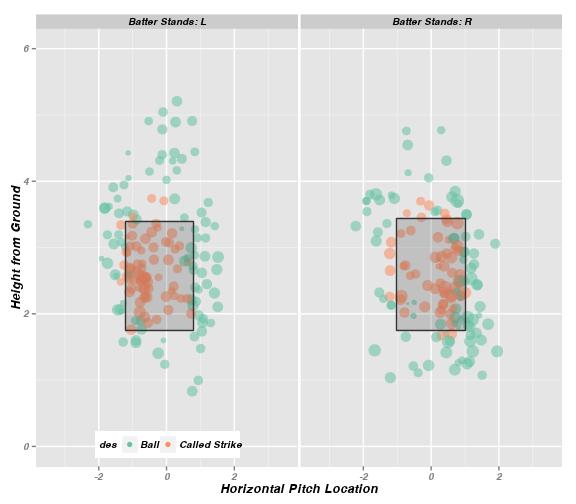 Batter Stands: L
Batter Stands: R
6
4
2
0
Height from Ground
des Ball Called Strike
-2 0 2
-2 0 2
Horizontal Pitch Location